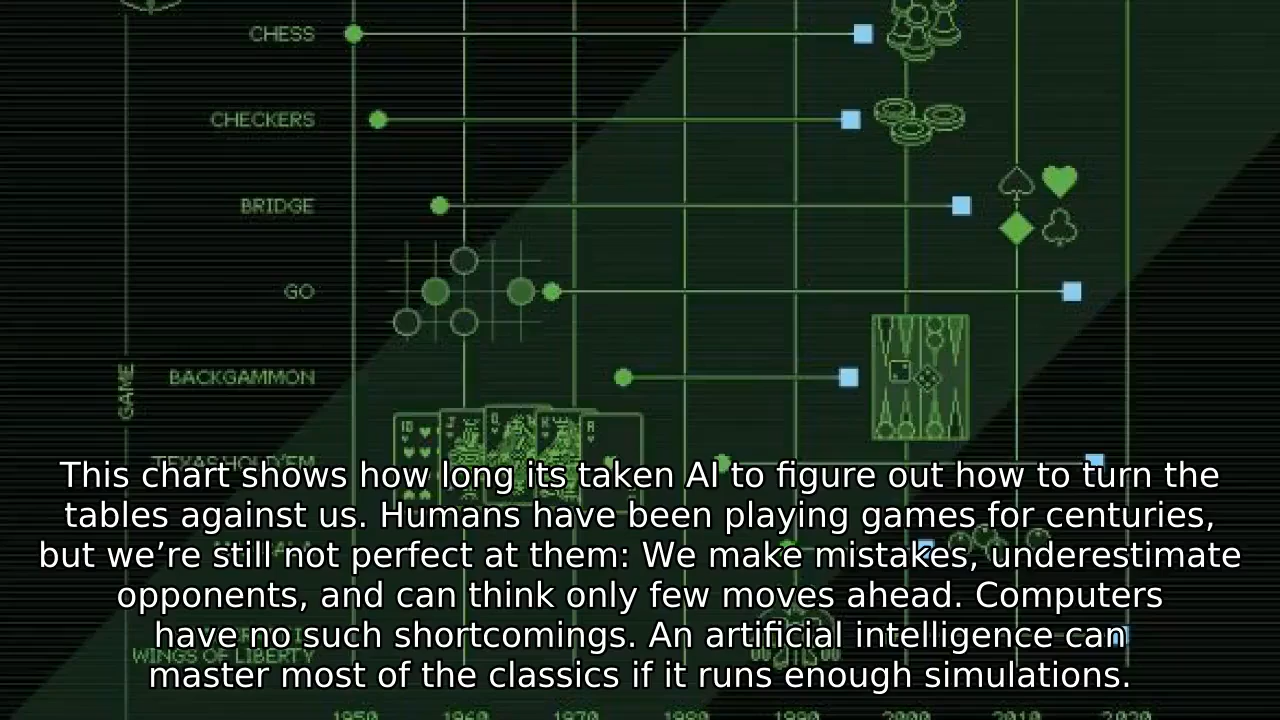 CHESS
CHECKERS
BRIDGE
GO
BACKGAMMON
GAME
TEXAS HOLD'EM
This chart shows how long its taken AI to figure out how to turn the
tables against us. Humans have been playing games for centuries,
but we’re still not perfect at them: We make mistakes, underestimate
opponents, and can think only few moves ahead. Computers
have no such shortcomings. An artificial intelligence can
master most of the classics if it runs enough simulations.
WINGS OF LIBERTY
1950 1960 1970 1980 1990 2000 2010 2020